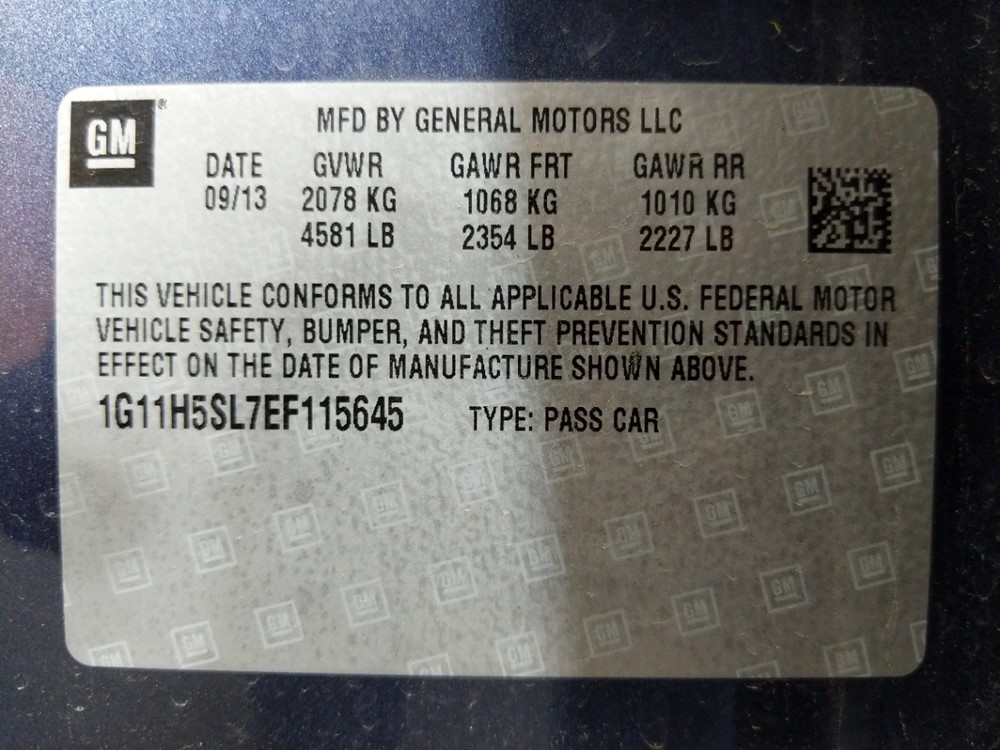 GM®
MFD BY GENERAL MOTORS LLC
DATE GVWR GAWR FRT GAWR RR
09/13 2078 KG 1068 KG 1010 KG
4581 LB 2354 LB 2227 LB
THIS VEHICLE CONFORMS TO ALL APPLICABLE U.S. FEDERAL MOTOR
VEHICLE SAFETY, BUMPER, AND THEFT PREVENTION STANDARDS IN
EFFECT ON THE DATE OF MANUFACTURE SHOWN ABOVE.
1G11H5SL7EF115645 TYPE: PASS CAR